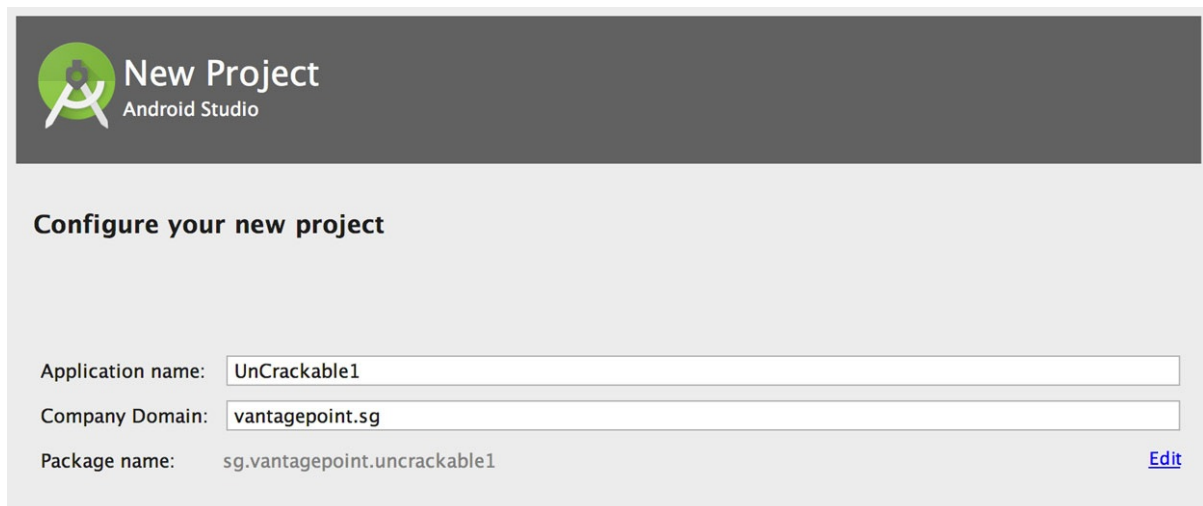 New Project
Android Studio
Configure your new project
Application name: UnCrackable1
Company Domain: vantagepoint.sg
Package name: sg.vantagepoint.uncrackable1 Edit